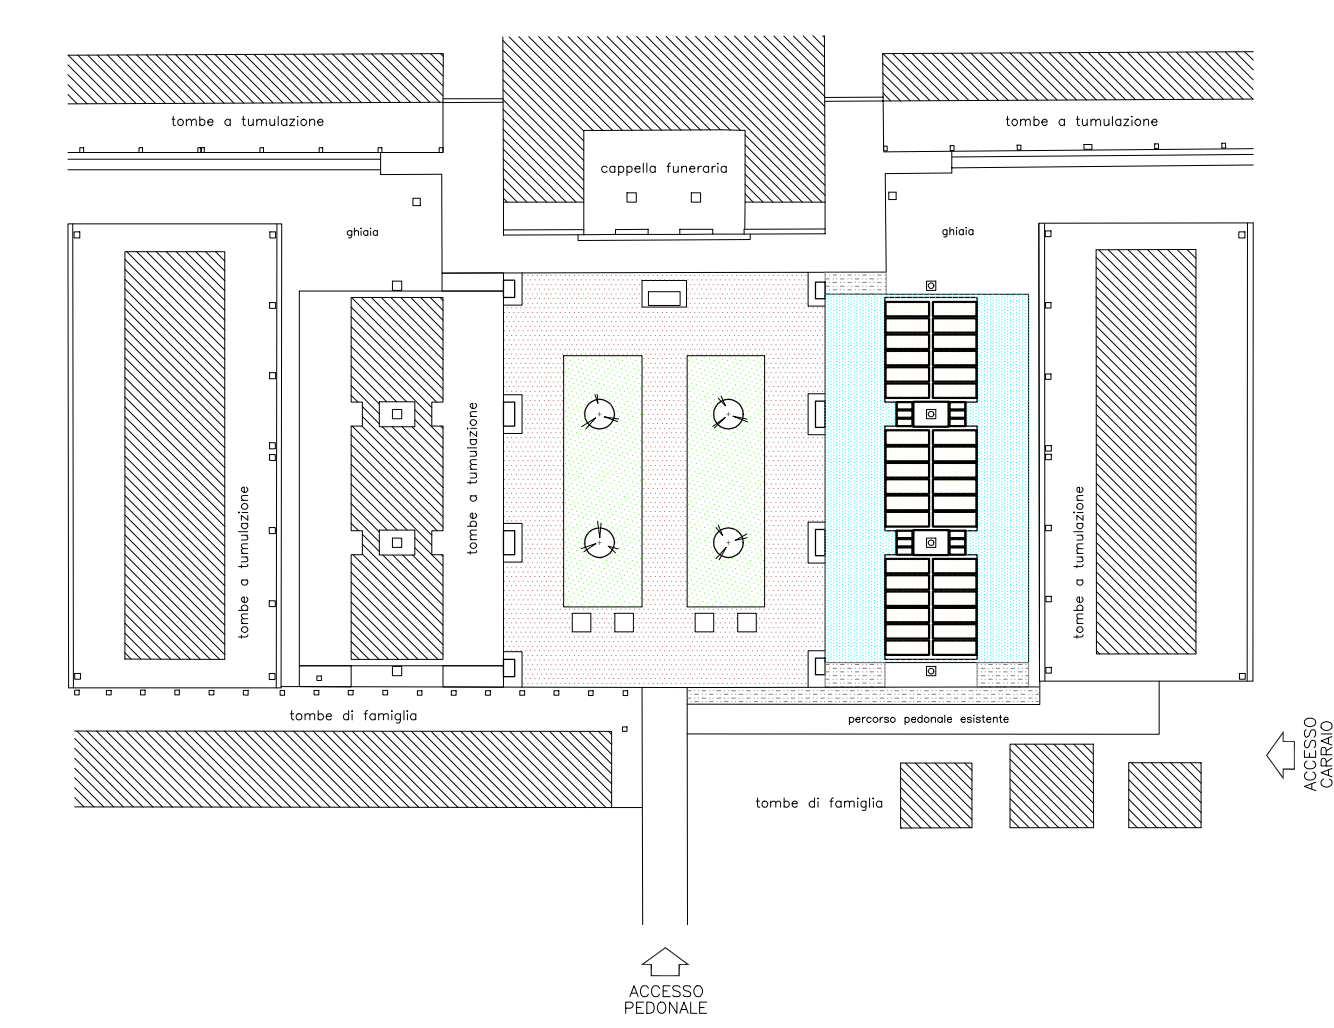 tombe a tumulazione
tombe a tumulazione
cappella funeraria
ghiaia
ghiaia
tombe a tumulazione
tombe a tumulazione
tombe a tumulazione
tombe di famiglia
percorso pedonale esistente
ACCESSO
CARRAIO
tombe di famiglia
ACCESSO
PEDONALE